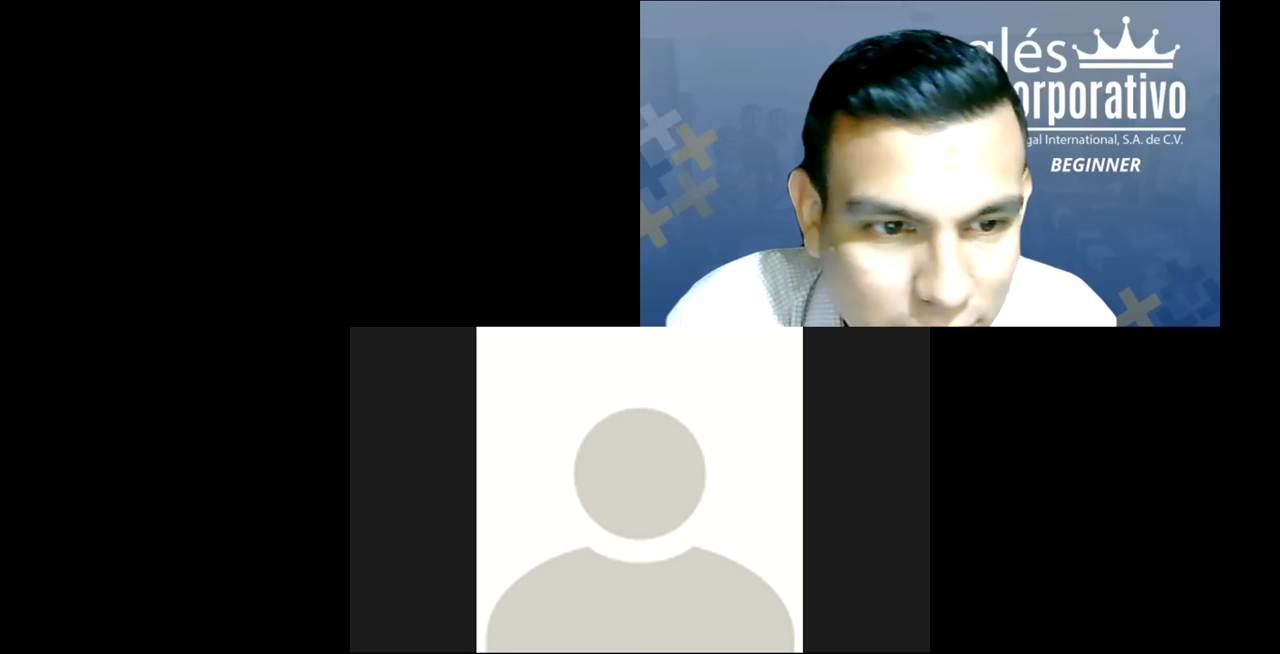 glés
orporativo
gal International, S.A. de C.V.
BEGINNER